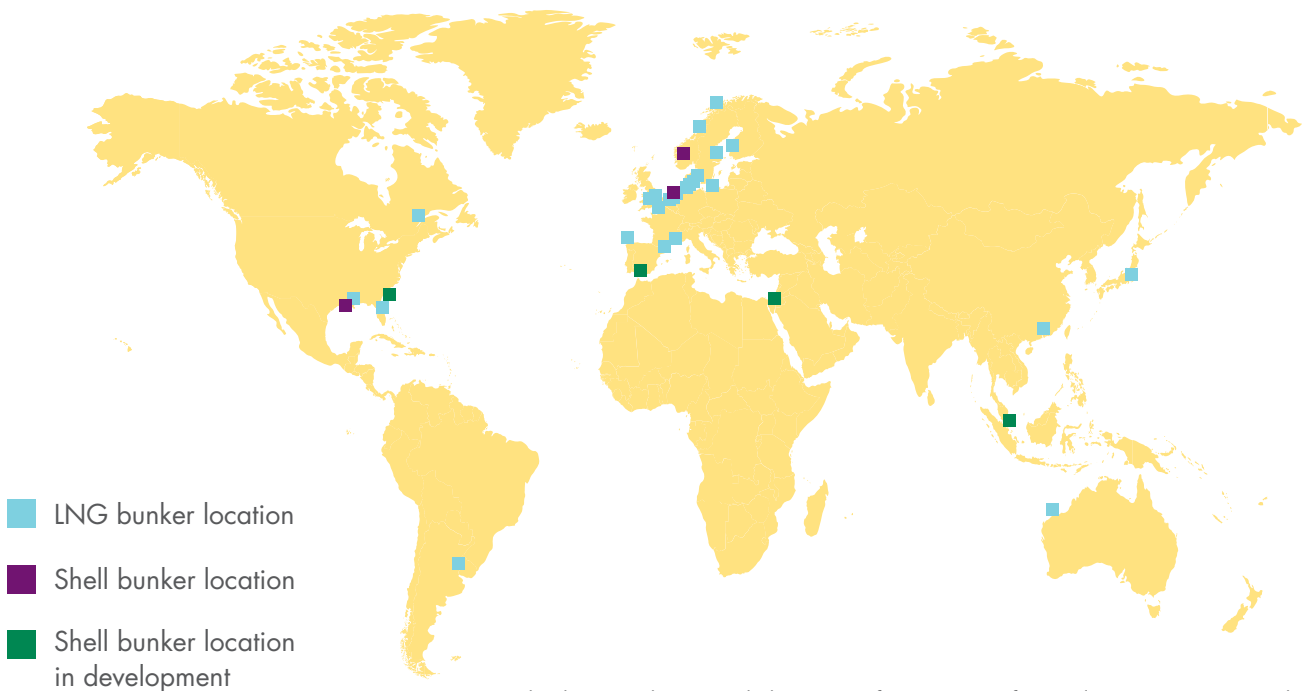 LNG bunker location
Shell bunker location
Shell bunker location
in development